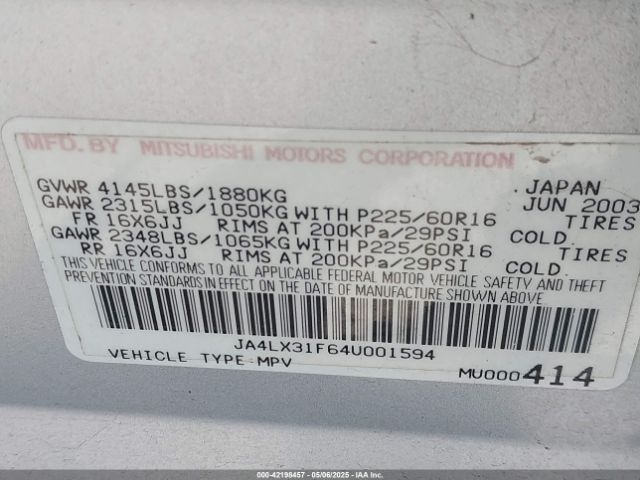 MFD. BY MITSUBISHI MOTORS CORPORATION
JAPAN
GVWR 4145LBS/1880KG JUN 2003
GAWR 2315LBS/1050KG WITH P225/60R16 TIRES
FR 16X6JJ RIMS AT 200KPa/29PSI COLD
GAWR 2348LBS/1065KG WITH P225/60R16 TIRES
RR 16X6JJ RIMS AT 200KPa/29PSI COLD.
THIS VEHICLE CONFORMS TO ALL APPLICABLE FEDERAL MOTOR VEHICLE SAFETY AND THEFT
PREVENTION STANDARDS IN EFFECT ON THE DATE OF MANUFACTURE SHOWN ABOVE.
JA4LX31F64U001594
VEHICLE TYPE:MPV
MU000414
000-42198457 - 05/06/2025 - IAA Inc.